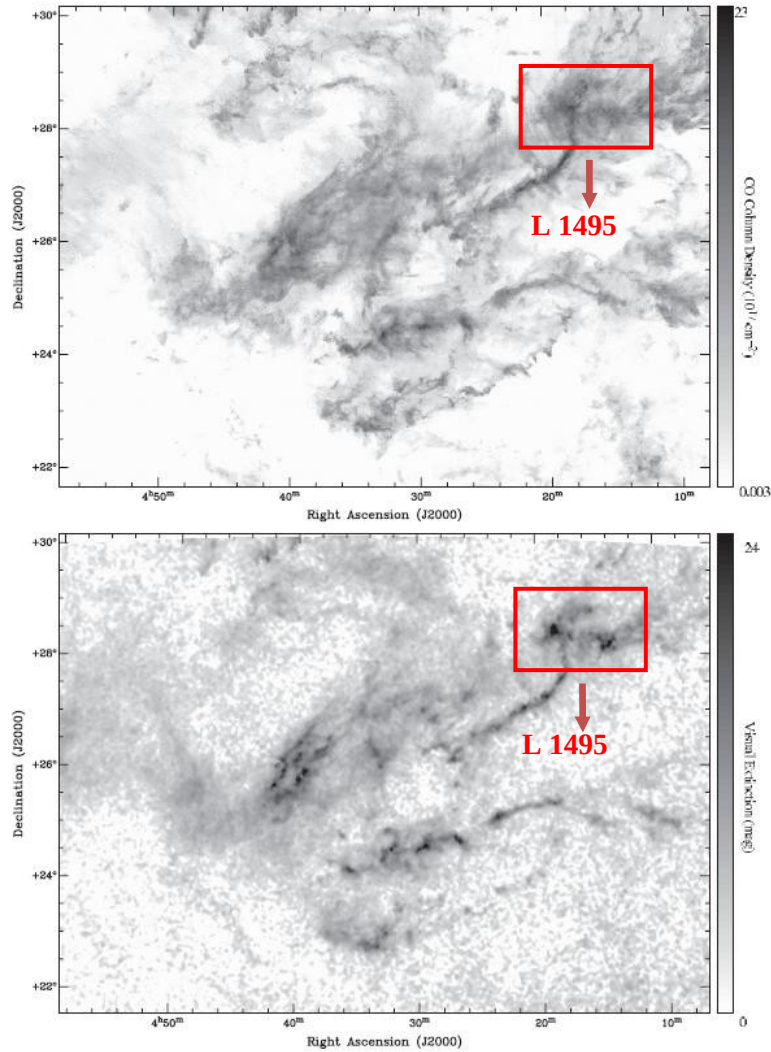 +30°
+28°
+26°
+24°
+22°
Declination (J2000)
4ʰ50ᵐ
40ᵐ
30ᵐ
20ᵐ
10ᵐ
Right Ascension (J2000)
L 1495
23
CO Column Density (10¹⁷ cm⁻²)
0.003
+30°
+28°
+26°
+24°
+22°
Declination (J2000)
4ʰ50ᵐ
40ᵐ
30ᵐ
20ᵐ
10ᵐ
Right Ascension (J2000)
L 1495
24
Visual Extinction (mag)
0